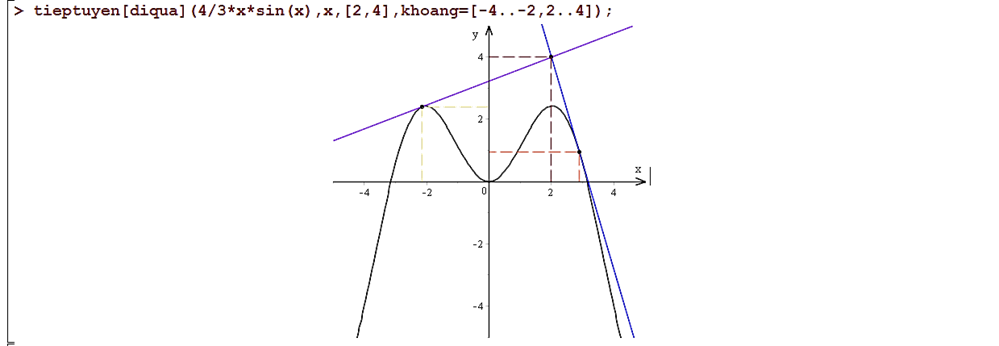 > tieptuyen[diqua](4/3*x*sin(x),x,[2,4],khoang=[-4..-2,2..4]);
y
4
2
x
-4 -2 0 2 4
-2
-4